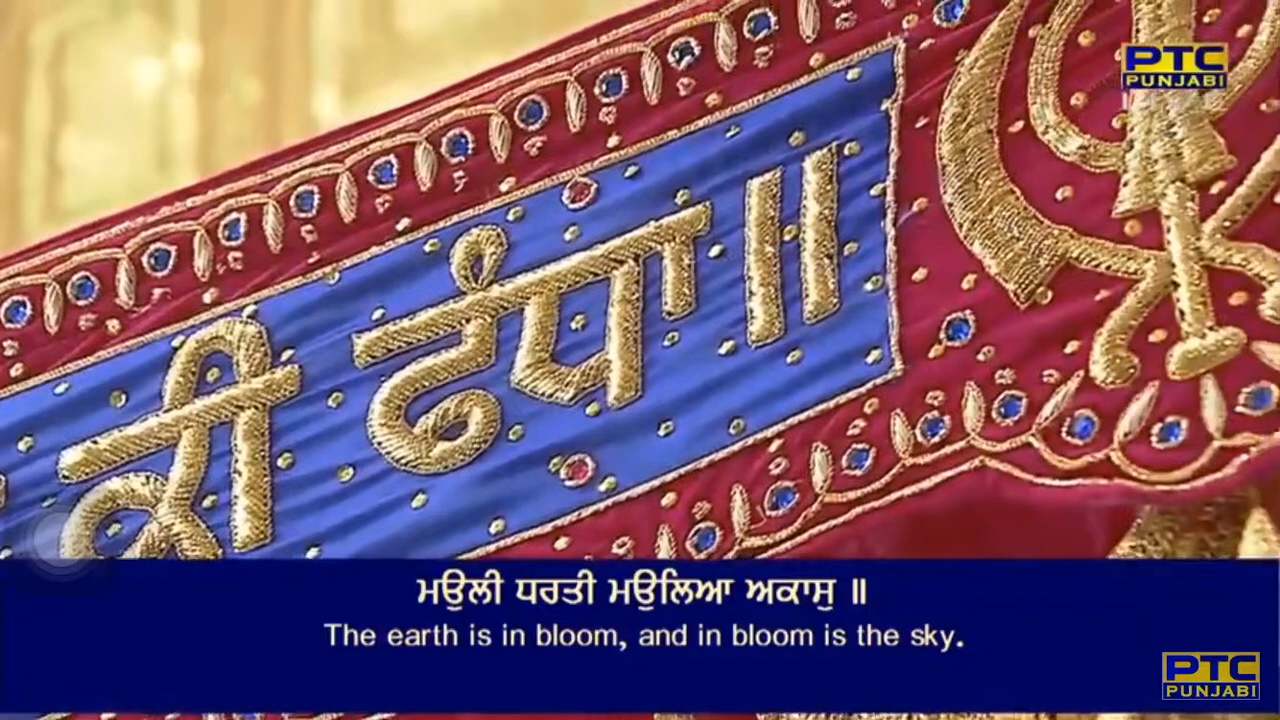 ਕੀ ਢੰਪਾ॥
PTC
PUNJABI
ਮਉਲੀ ਧਰਤੀ ਮਉਲਿਆ ਅਕਾਸੁ ॥
The earth is in bloom, and in bloom is the sky.
PTC
PUNJABI